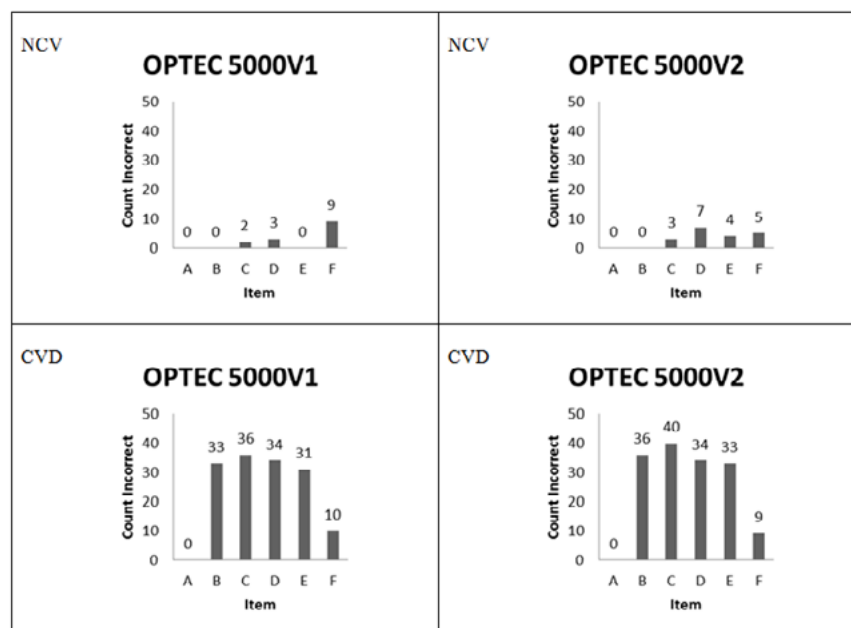 NCV
OPTEC 5000V1
50
40
30
20
10
0
Count Incorrect
0 0 2 3 0 9
A B C D E F
Item
NCV
OPTEC 5000V2
50
40
30
20
10
0
Count Incorrect
0 0 3 7 4 5
A B C D E F
Item
CVD
OPTEC 5000V1
50
40
30
20
10
0
Count Incorrect
0 33 36 34 31 10
A B C D E F
Item
CVD
OPTEC 5000V2
50
40
30
20
10
0
Count Incorrect
0 36 40 34 33 9
A B C D E F
Item